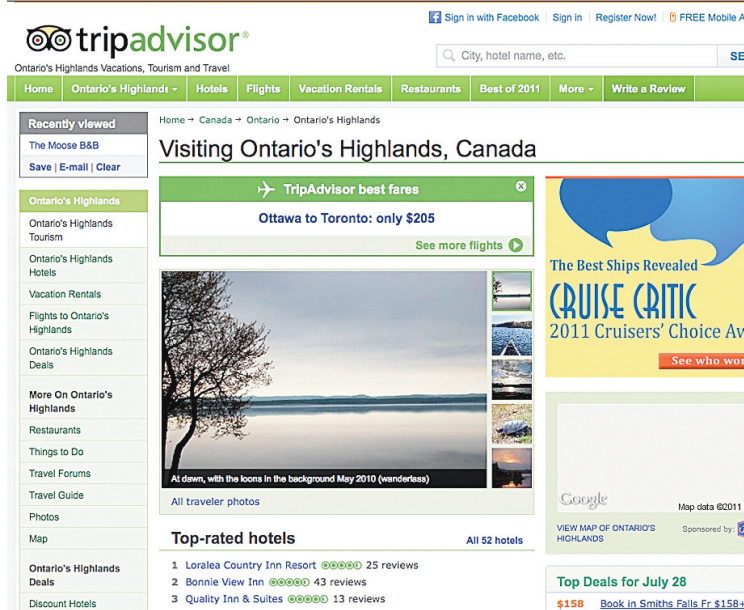 Sign in with Facebook Sign in Register Now! FREE Mobile
tripadvisor®
Ontario's Highlands Vacations, Tourism and Travel
City, hotel name, etc.
Home Ontario's Highlands Hotels Flights Vacation Rentals Restaurants Best of 2011 More Write a Review
Home → Canada → Ontario → Ontario's Highlands
Visiting Ontario's Highlands, Canada
Recently viewed
The Moose B&B
Save | E-mail | Clear
Ontario's Highlands
Ontario's Highlands
Tourism
Ontario's Highlands
Hotels
Vacation Rentals
Flights to Ontario's
Highlands
Ontario's Highlands
Deals
More On Ontario's
Highlands
Restaurants
Things to Do
Travel Forums
Travel Guide
Photos
Map
Ontario's Highlands
Deals
Discount Hotels
TripAdvisor best fares
Ottawa to Toronto: only $205
See more flights
At dawn, with the loons in the background May 2010 (wanderlass)
All traveler photos
Top-rated hotels
All 52 hotels
1 Loralea Country Inn Resort 25 reviews
2 Bonnie View Inn 43 reviews
3 Quality Inn & Suites 13 reviews
The Best Ships Revealed
CRUISE CRITIC
2011 Cruisers' Choice
See who
Google
Map data ©2011
VIEW MAP OF ONTARIO'S
HIGHLANDS
Sponsored by:
Top Deals for July 28
$158 Book in Smiths Falls Fr $158+